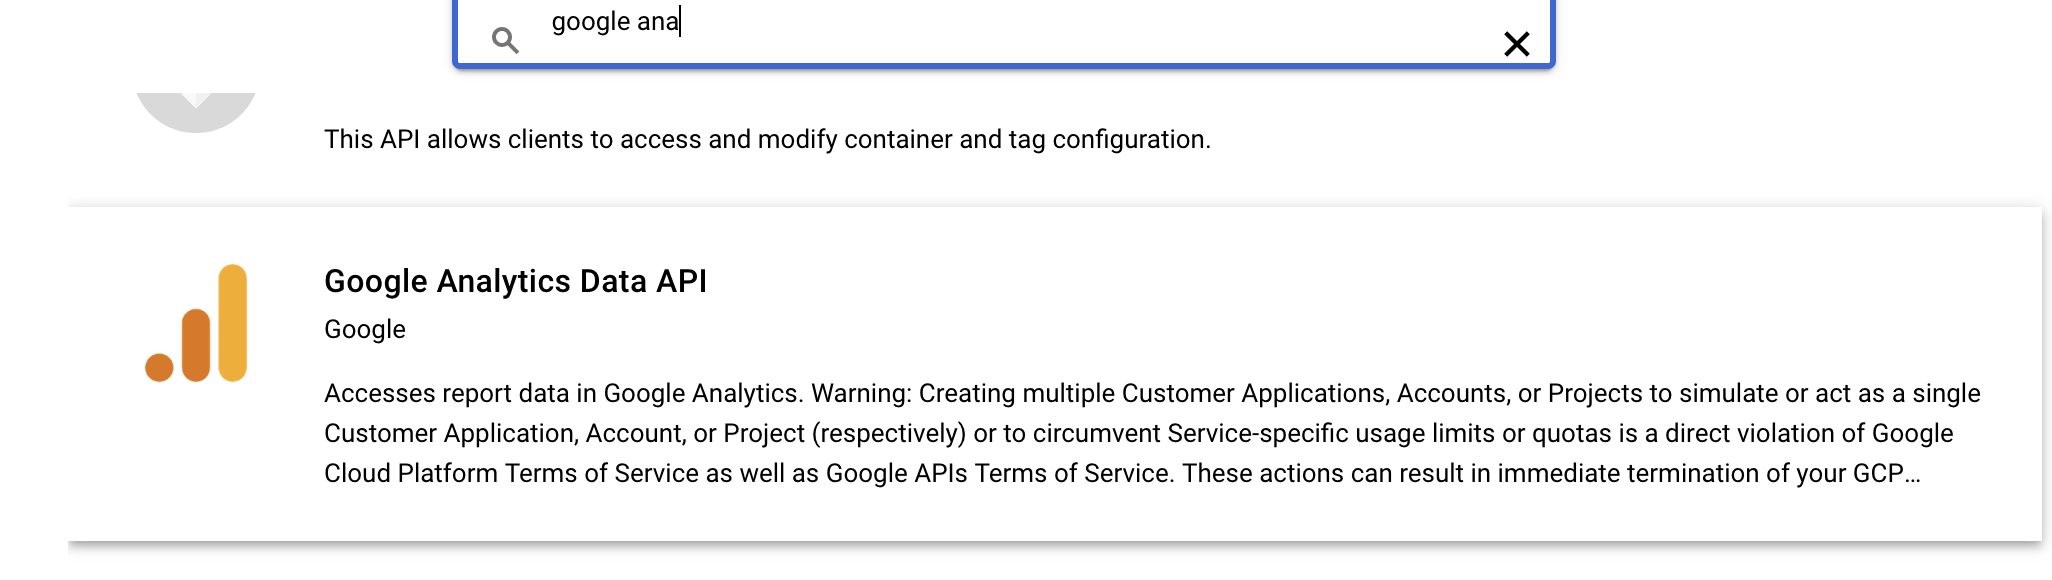 google ana
This API allows clients to access and modify container and tag configuration.
Google Analytics Data API
Google
Accesses report data in Google Analytics. Warning: Creating multiple Customer Applications, Accounts, or Projects to simulate or act as a single
Customer Application, Account, or Project (respectively) or to circumvent Service-specific usage limits or quotas is a direct violation of Google
Cloud Platform Terms of Service as well as Google APIs Terms of Service. These actions can result in immediate termination of your GCP…